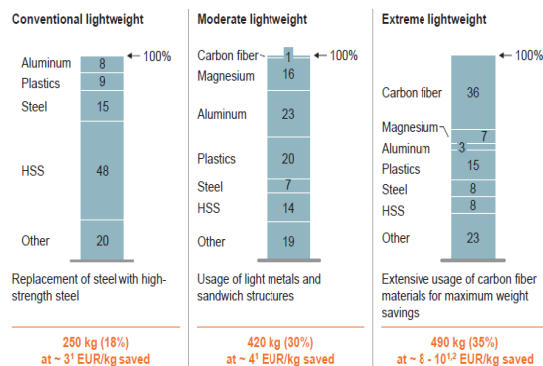 Conventional lightweight
100%
Aluminum 8
Plastics 9
Steel 15
HSS 48
Other 20
Replacement of steel with high-
strength steel
250 kg (18%)
at ~ 3¹ EUR/kg saved
Moderate lightweight
100%
Carbon fiber 1
Magnesium 16
Aluminum 23
Plastics 20
Steel 7
HSS 14
Other 19
Usage of light metals and
sandwich structures
420 kg (30%)
at ~ 4¹ EUR/kg saved
Extreme lightweight
100%
Carbon fiber 36
Magnesium 7
Aluminum 3
Plastics 15
Steel 8
HSS 8
Other 23
Extensive usage of carbon fiber
materials for maximum weight
savings
490 kg (35%)
at ~ 8 - 10¹,² EUR/kg saved